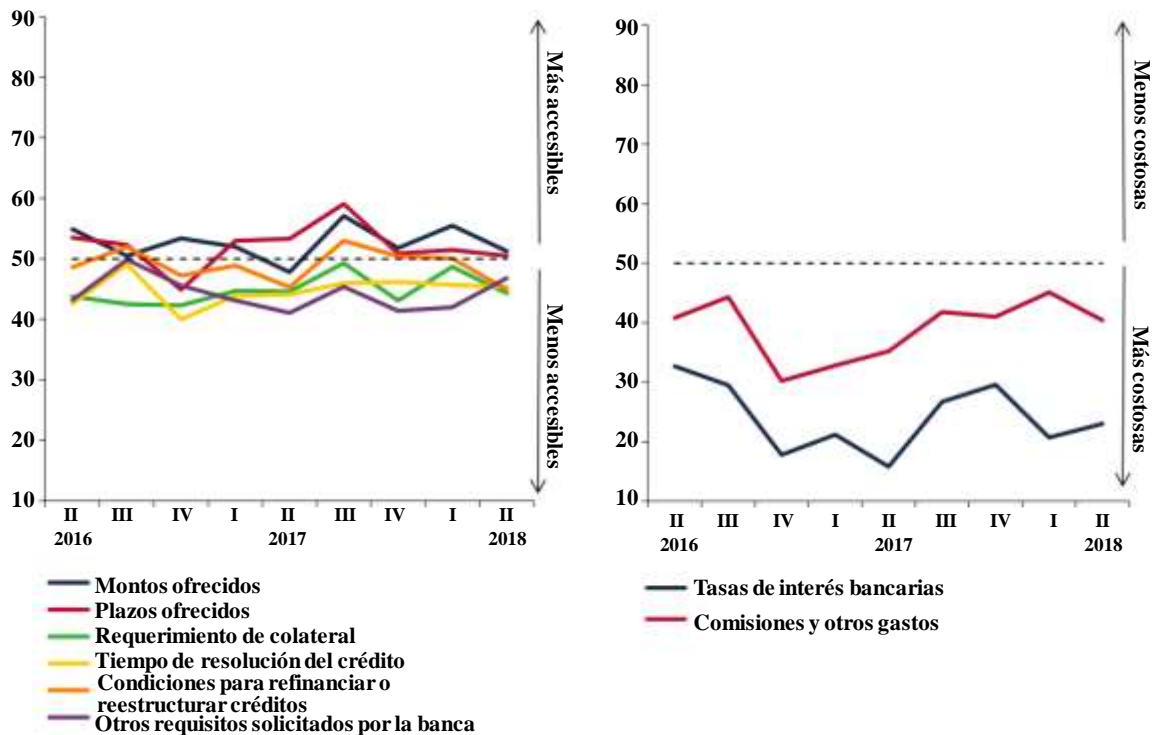 90
80
70
60
50
40
30
20
10
Más accesibles
Menos accesibles
II III IV I II III IV I II
2016 2017 2018
Montos ofrecidos
Plazos ofrecidos
Requerimiento de colateral
Tiempo de resolución del crédito
Condiciones para refinanciar o
reestructurar créditos
Otros requisitos solicitados por la banca
90
80
70
60
50
40
30
20
10
Menos costosas
Más costosas
II III IV I II III IV I II
2016 2017 2018
Tasas de interés bancarias
Comisiones y otros gastos